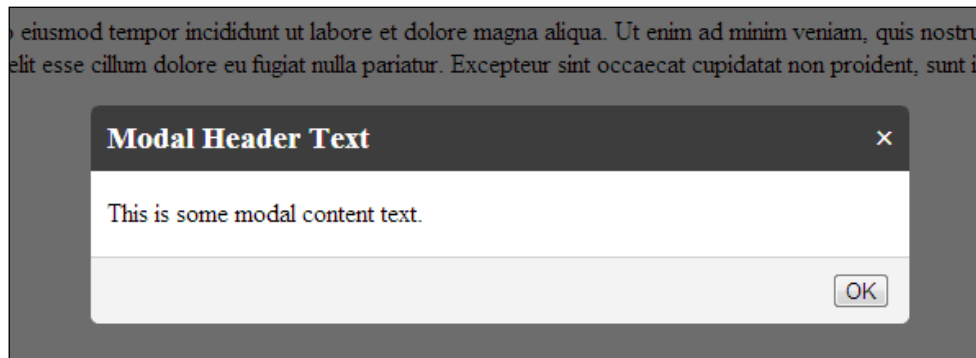 eiusmod tempor incididunt ut labore et dolore magna aliqua. Ut enim ad minim veniam, quis
elit esse cillum dolore eu fugiat nulla pariatur. Excepteur sint occaecat cupidatat non proident, sunt
Modal Header Text ×
This is some modal content text.
OK